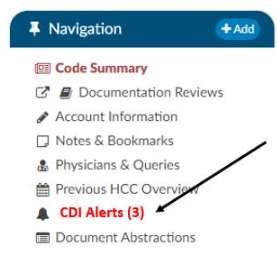 Navigation
+ Add
Code Summary
Documentation Reviews
Account Information
Notes & Bookmarks
Physicians & Queries
Previous HCC Overview
CDI Alerts (3)
Document Abstractions